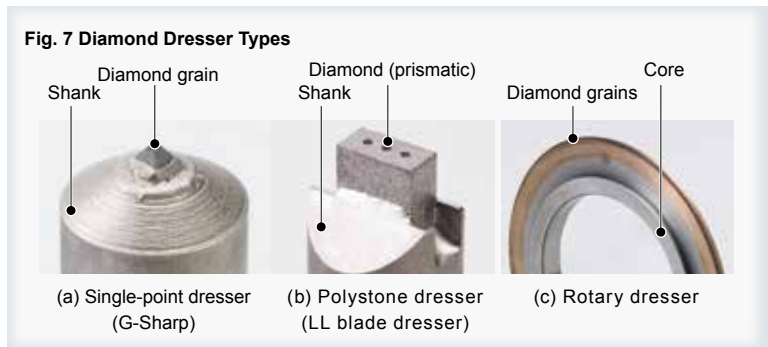 Fig. 7 Diamond Dresser Types
Diamond grain
Shank
Diamond (prismatic)
Shank
Core
Diamond grains
(a) Single-point dresser
(G-Sharp)
(b) Polystone dresser
(LL blade dresser)
(c) Rotary dresser